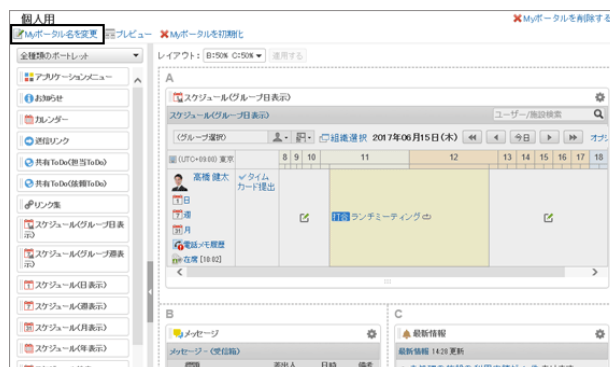 個人用
Myポータルを削除する
Myポータル名を変更 プレビュー Myポータルを初期化
全種類のポートレット
レイアウト: B:50% C:50% 適用する
アプリケーションメニュー
お知らせ
カレンダー
送信リンク
共有ToDo(担当ToDo)
共有ToDo(依頼ToDo)
リンク集
スケジュール(グループ日表示)
スケジュール(グループ週表示)
スケジュール(日表示)
スケジュール(週表示)
スケジュール(月表示)
スケジュール(年表示)
A
スケジュール(グループ日表示)
スケジュール(グループ日表示) ユーザー/施設検索
(グループ選択) 組織選択 2017年06月15日(木) 今日
(UTC+09:00) 東京 8 9 10 11 12 13 14 15 16 17 18
高橋 健太
タイムカード提出
日
週
月
電話メモ履歴
在席 [10:02]
打合 ランチミーティング
B
メッセージ
メッセージ - (受信箱)
標題 差出人 日時 備考
C
最新情報
最新情報 14:20 更新